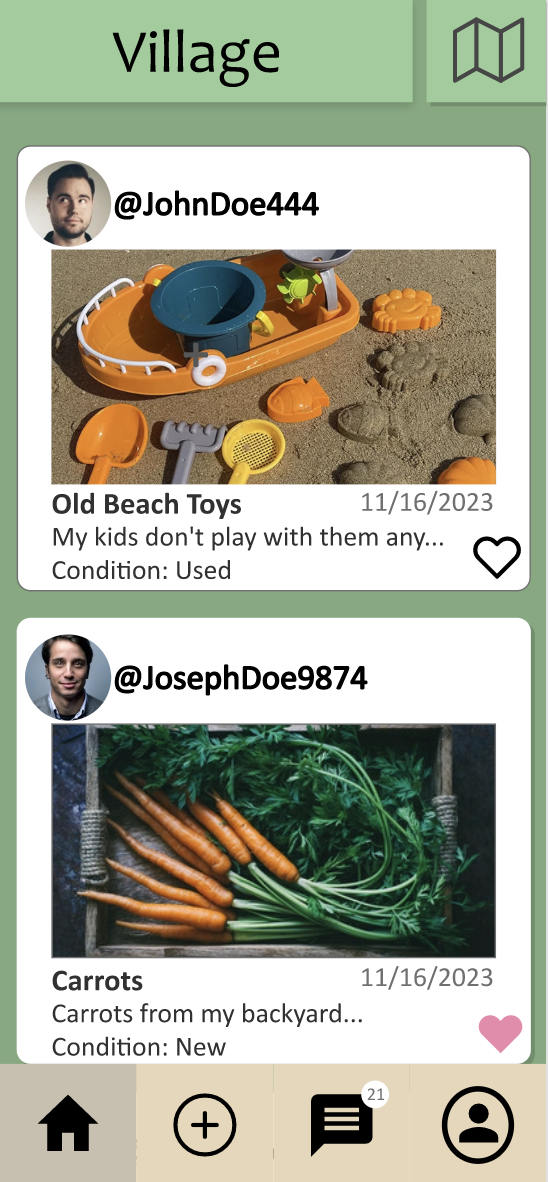 Village
@JohnDoe444
Old Beach Toys 11/16/2023
My kids don't play with them any...
Condition: Used
@JosephDoe9874
Carrots 11/16/2023
Carrots from my backyard...
Condition: New
21